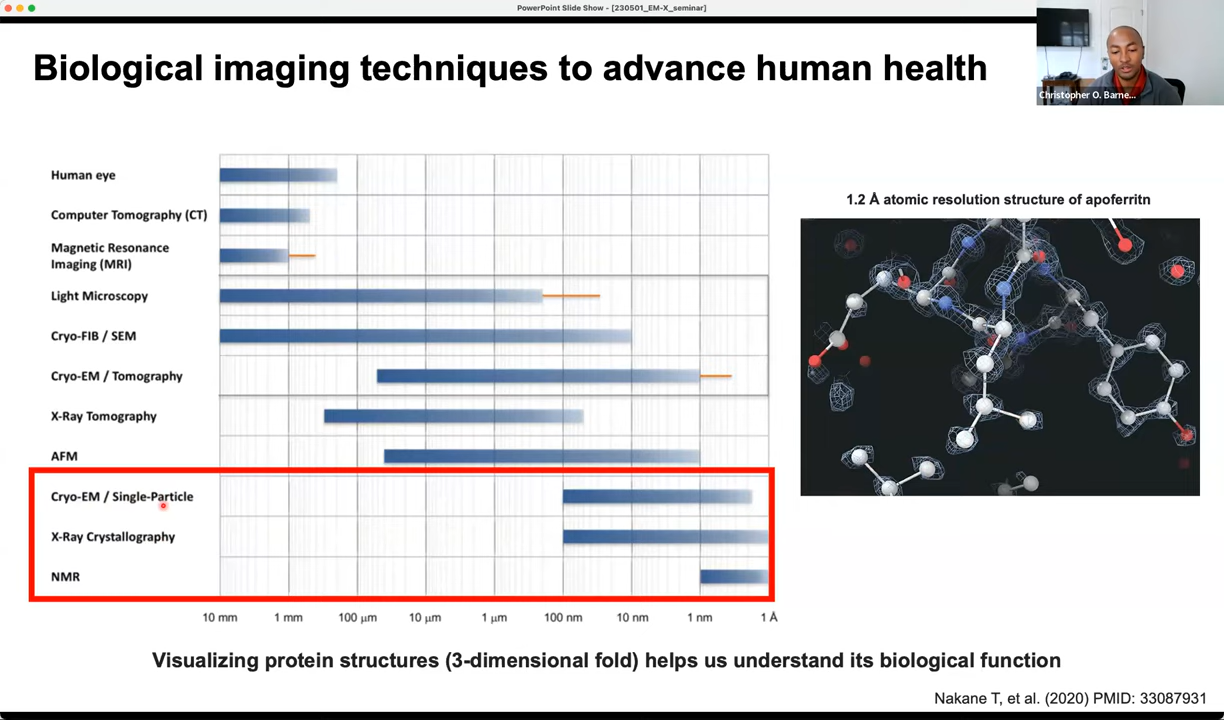 PowerPoint Slide Show - [230501_EM-X_seminar]
Biological imaging techniques to advance human health
Christopher O. Barne...
Human eye
Computer Tomography (CT)
Magnetic Resonance
Imaging (MRI)
Light Microscopy
Cryo-FIB / SEM
Cryo-EM / Tomography
X-Ray Tomography
AFM
Cryo-EM / Single-Particle
X-Ray Crystallography
NMR
10 mm 1 mm 100 µm 10 µm 1 µm 100 nm 10 nm 1 nm 1 Å
1.2 Å atomic resolution structure of apoferritn
Visualizing protein structures (3-dimensional fold) helps us understand its biological function
Nakane T, et al. (2020) PMID: 33087931